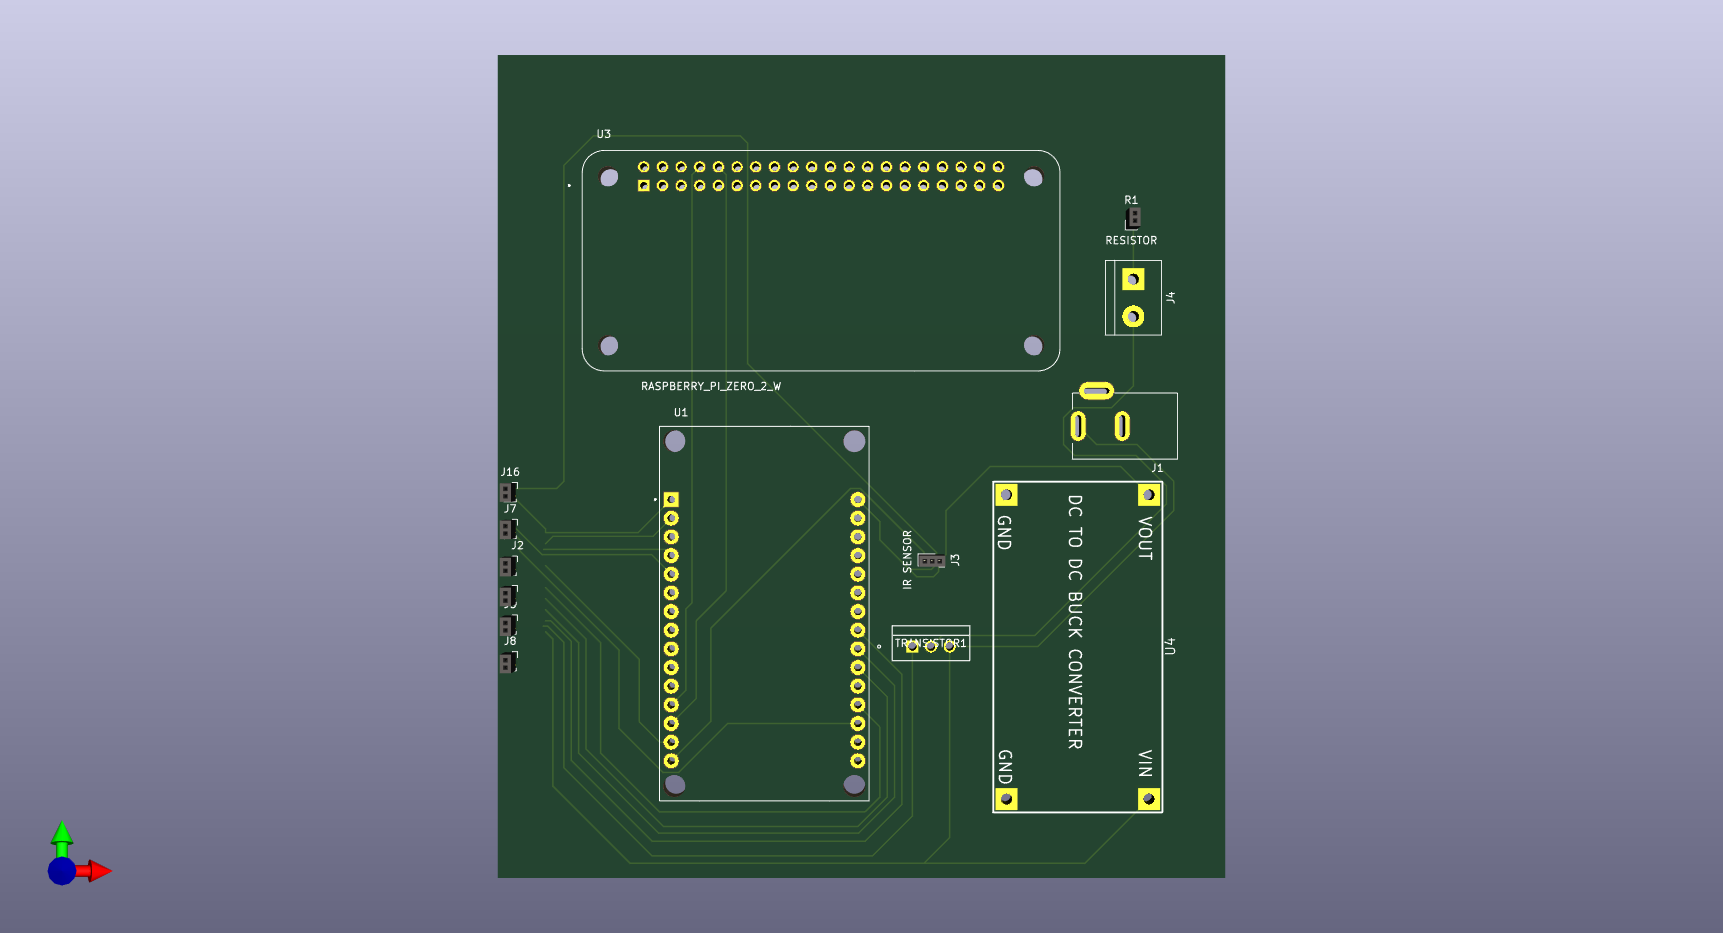 U3
R1
RESISTOR
J4
RASPBERRY_PI_ZERO_2_W
U1
J1
J16
J7
J2
J8
IR SENSOR
J3
TRANSISTOR1
GND
VOUT
DC TO DC BUCK CONVERTER
U4
GND
VIN